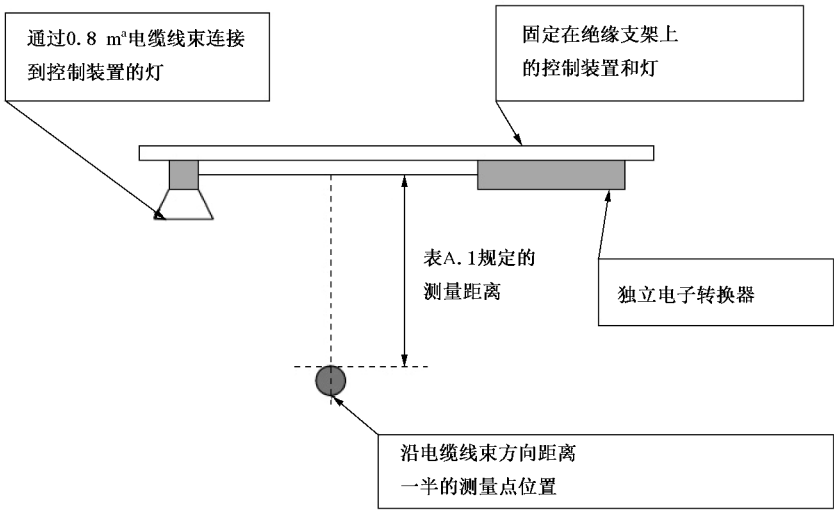 通过0.8 mᵃ电缆线束连接
到控制装置的灯
固定在绝缘支架上
的控制装置和灯
表A.1规定的
测量距离
独立电子转换器
沿电缆线束方向距离
一半的测量点位置